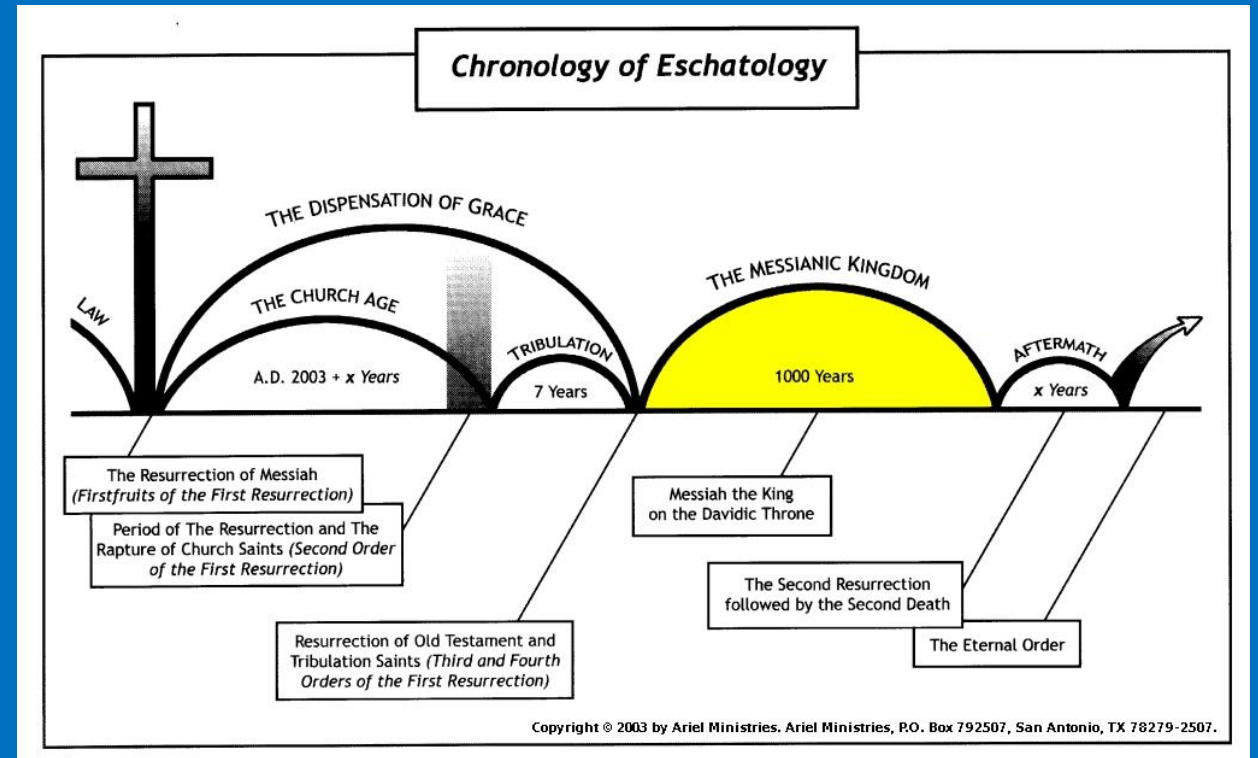 Chronology of Eschatology
LAW
THE DISPENSATION OF GRACE
THE CHURCH AGE
A.D. 2003 + x Years
TRIBULATION
7 Years
THE MESSIANIC KINGDOM
1000 Years
AFTERMATH
x Years
The Resurrection of Messiah
(Firstfruits of the First Resurrection)
Period of The Resurrection and The
Rapture of Church Saints (Second Order
of the First Resurrection)
Resurrection of Old Testament and
Tribulation Saints (Third and Fourth
Orders of the First Resurrection)
Messiah the King
on the Davidic Throne
The Second Resurrection
followed by the Second Death
The Eternal Order
Copyright © 2003 by Ariel Ministries. Ariel Ministries, P.O. Box 792507, San Antonio, TX 78279-2507.